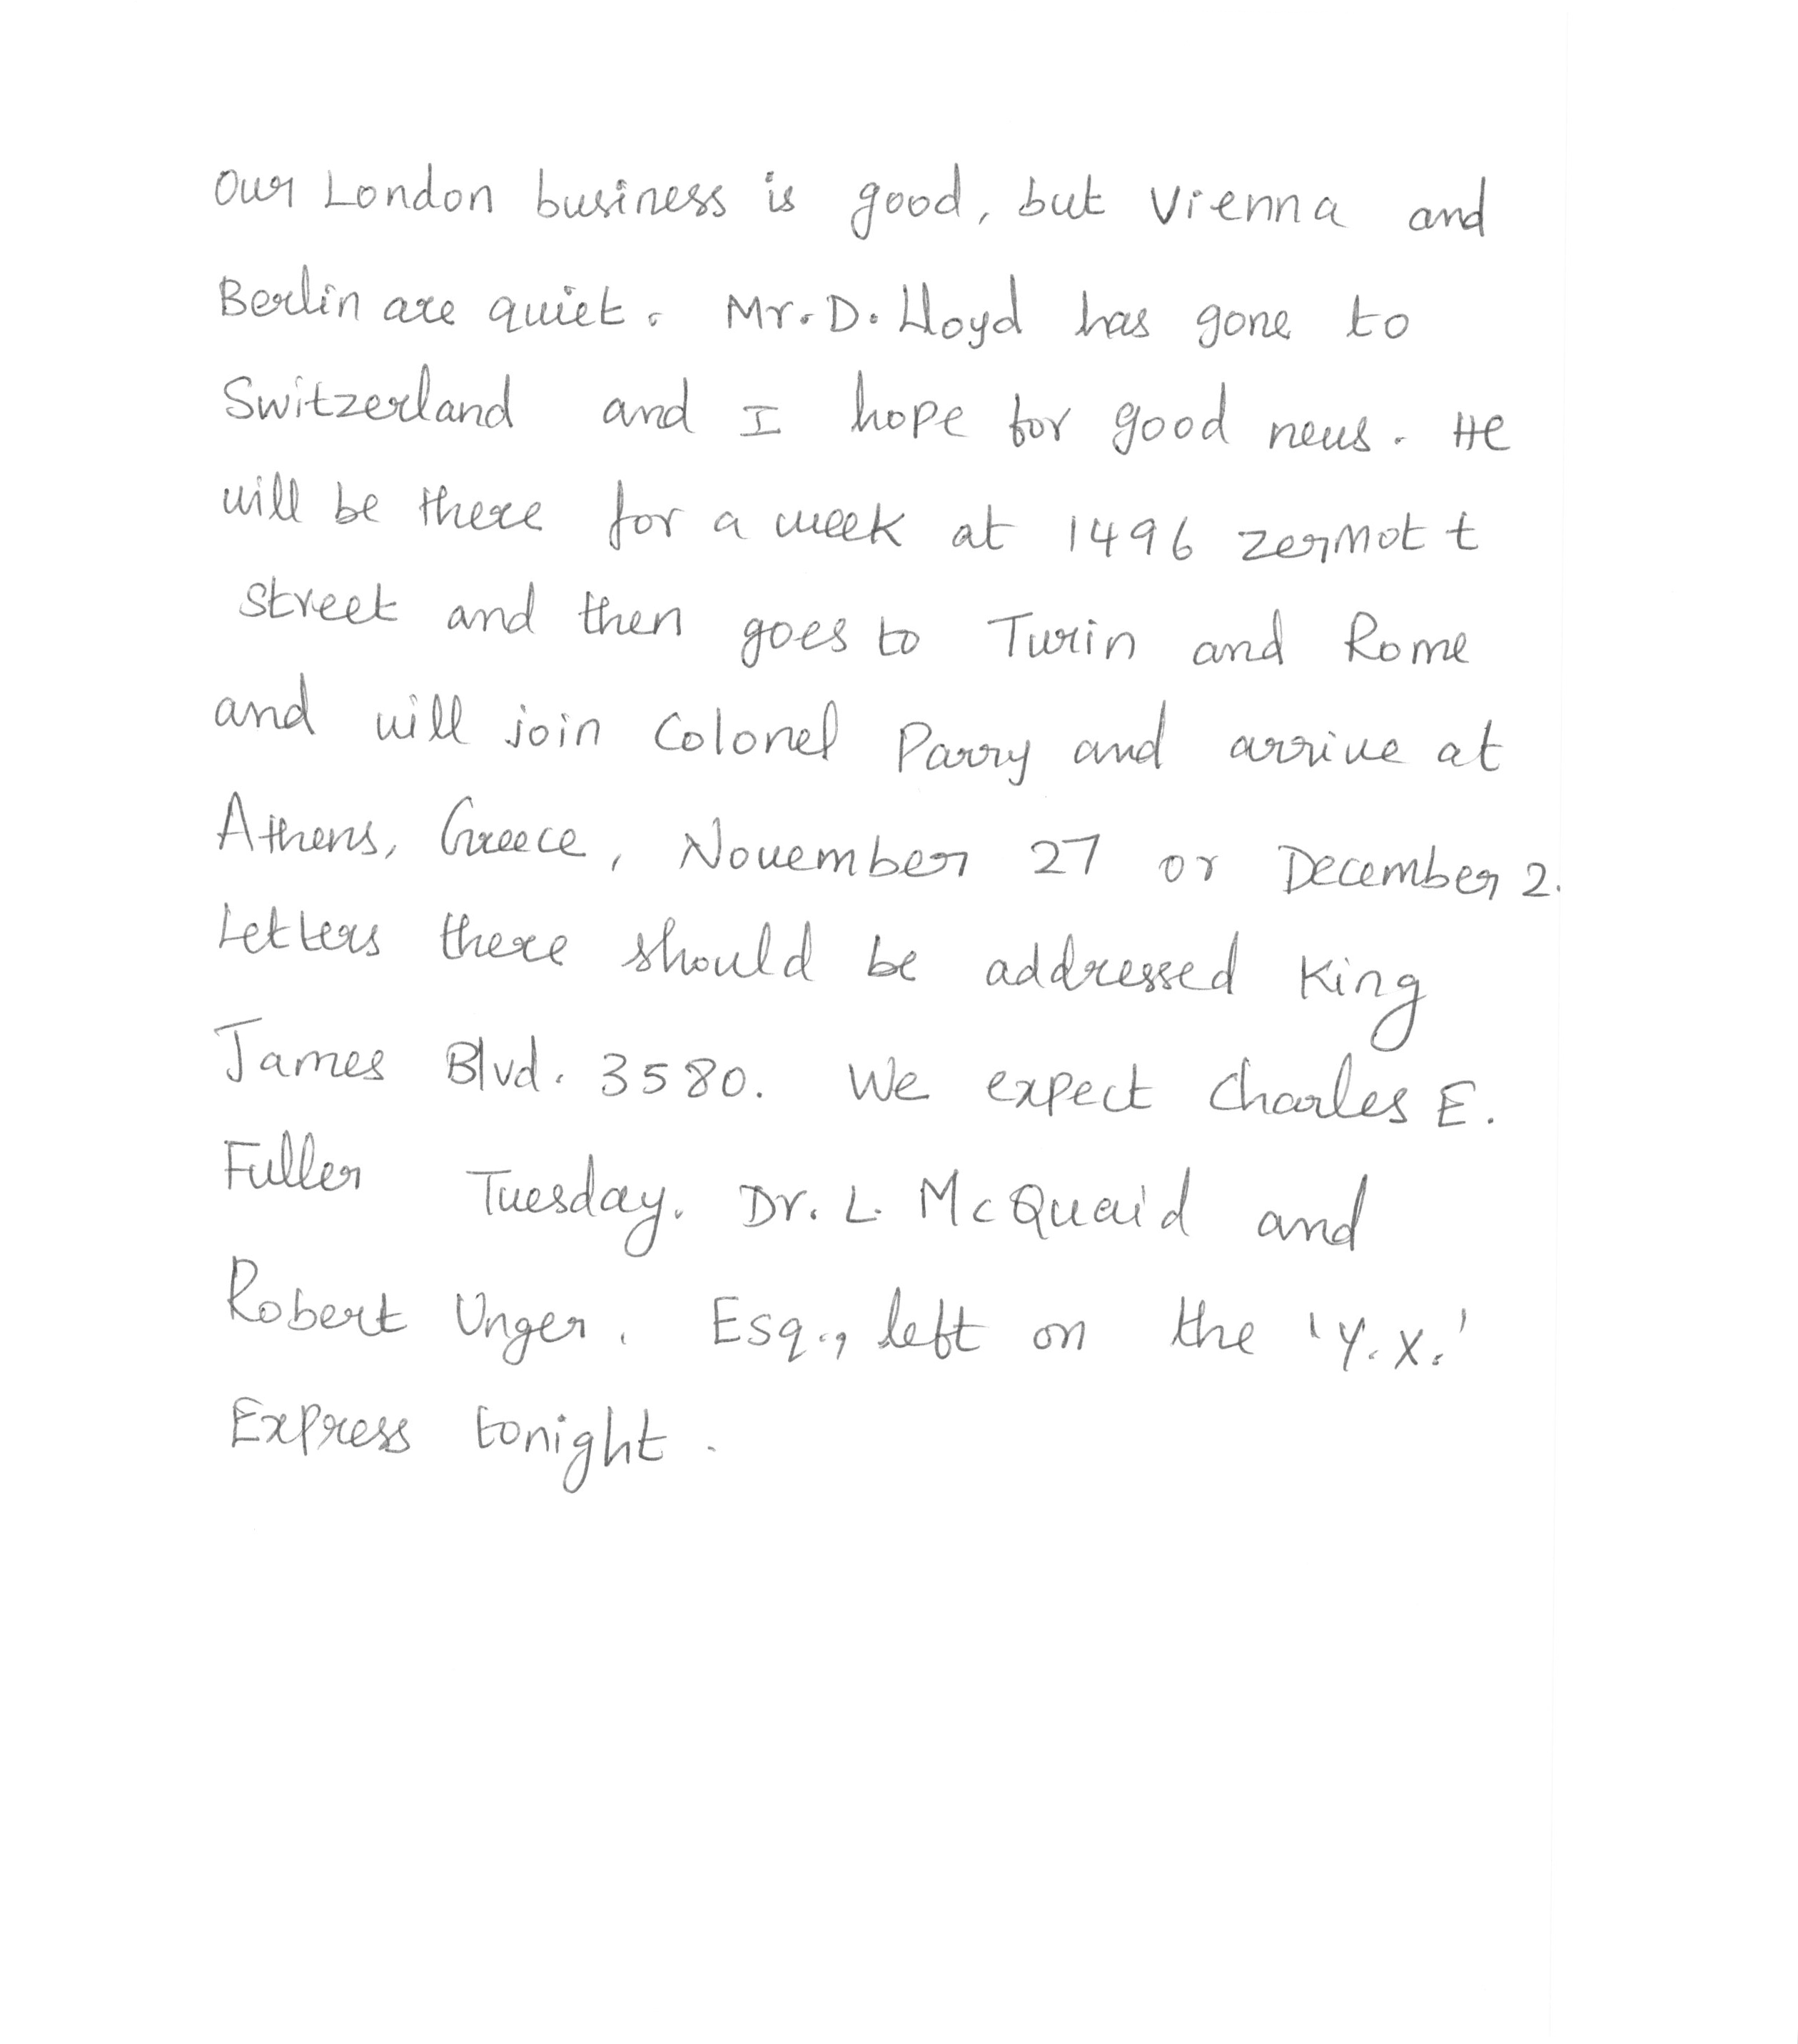 Our London business is good, but Vienna and
Berlin are quiet. Mr. D. Lloyd has gone to
Switzerland and I hope for good news. He
will be there for a week at 1496 Zermott
street and then goes to Turin and Rome
and will join Colonel Parry and arrive at
Athens, Greece, November 27 or December 2.
Letters there should be addressed King
James Blvd. 3580. We expect Charles E.
Fuller Tuesday. Dr. L. McQuaid and
Robert Unger. Esq., left on the 'Y.X.'
Express tonight.